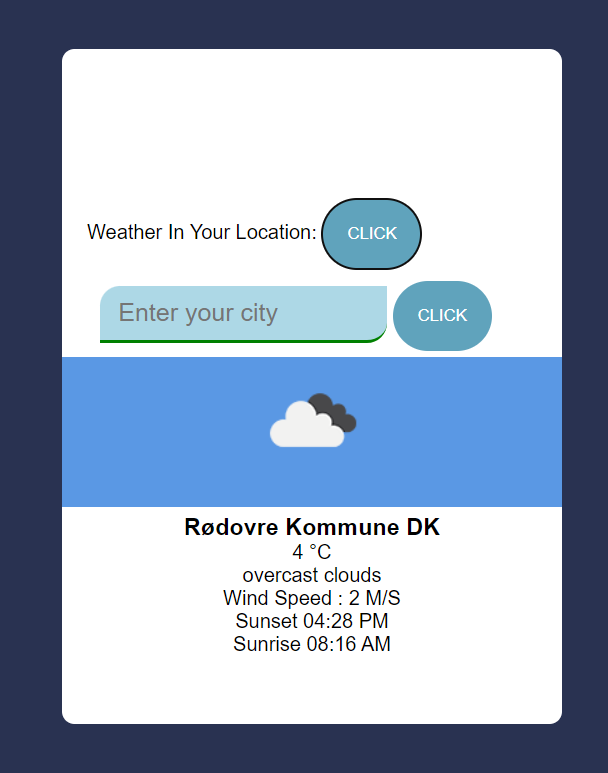 Weather In Your Location: CLICK
Enter your city CLICK
Rødovre Kommune DK
4 °C
overcast clouds
Wind Speed : 2 M/S
Sunset 04:28 PM
Sunrise 08:16 AM